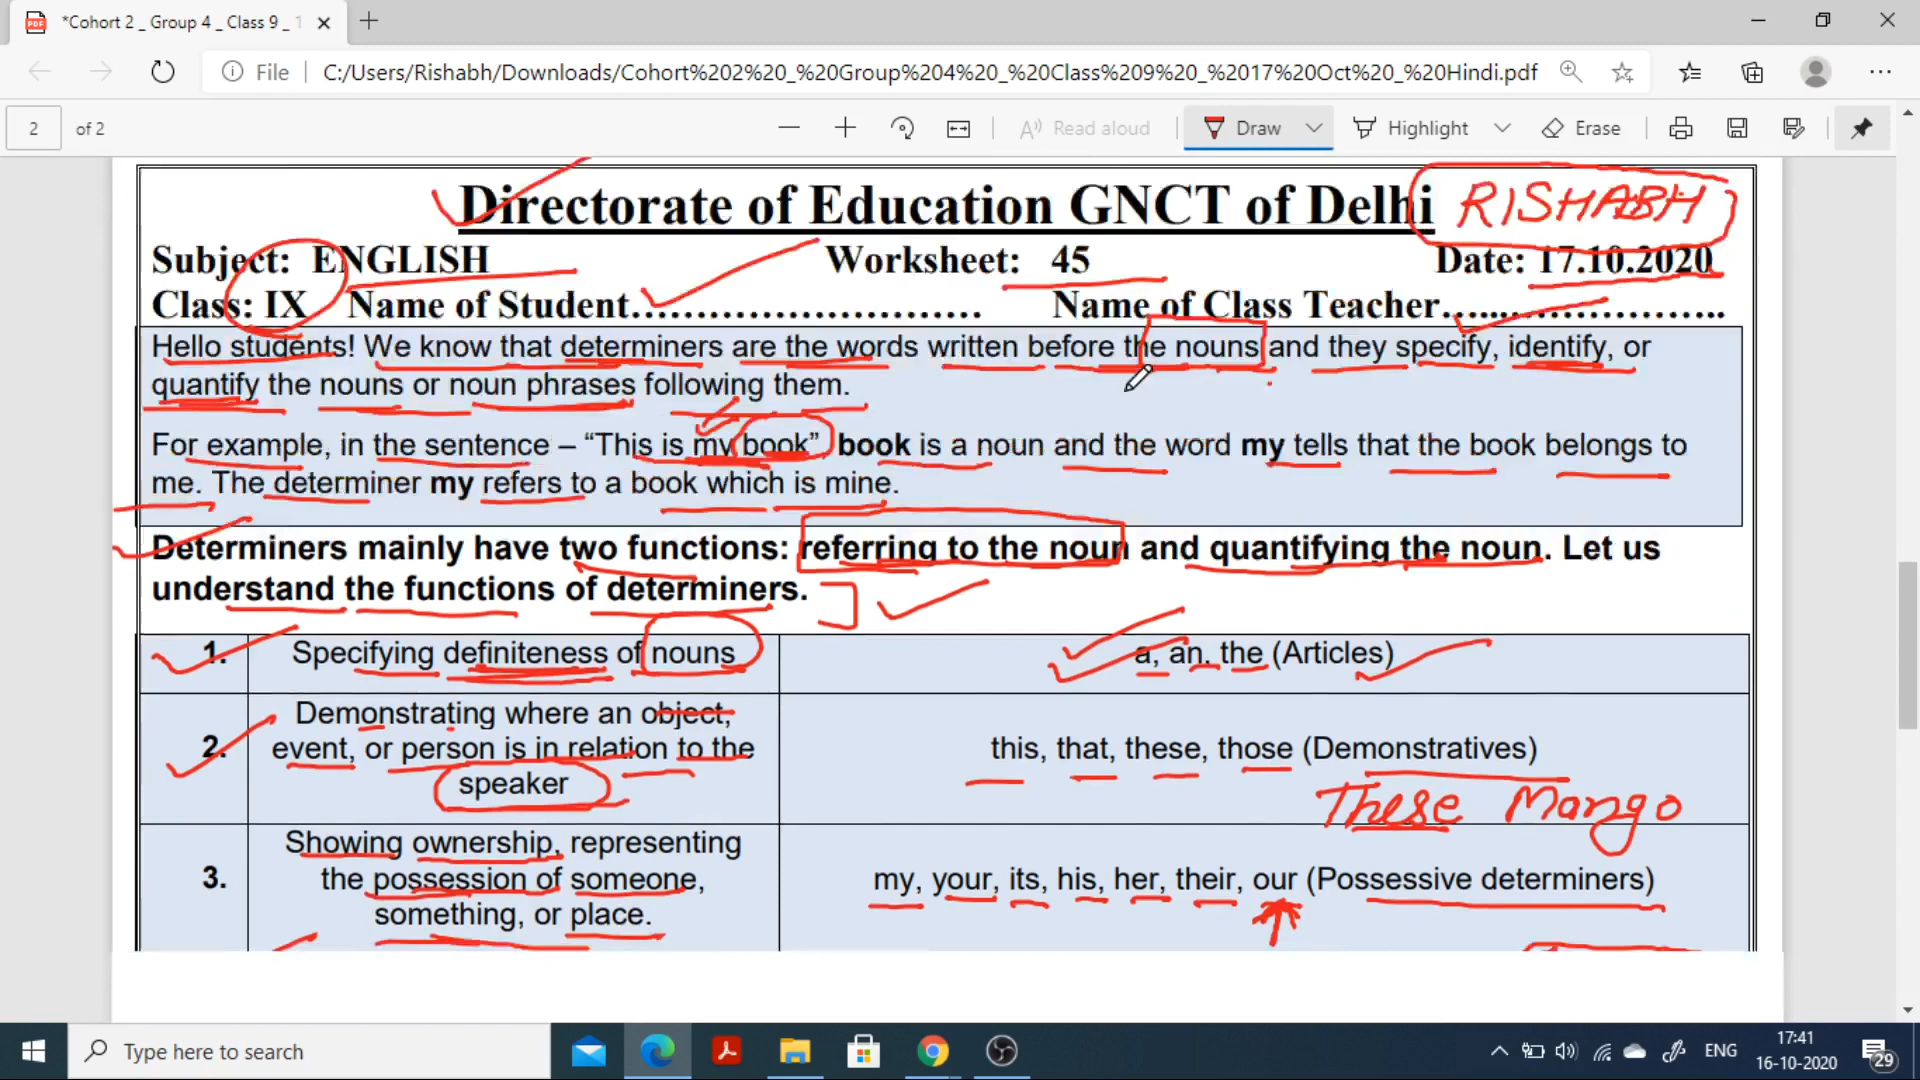 *Cohort 2 _ Group 4 _ Class 9 _ 1
File
C:/Users/Rishabh/Downloads/Cohort%202%20_%20Group%204%20_%20Class%209%20_%2017%20Oct%20_%20Hindi.pdf
2 of 2
Read aloud Draw Highlight Erase
Directorate of Education GNCT of Delhi RISHABH
Subject: ENGLISH Worksheet: 45 Date: 17.10.2020
Class: IX Name of Student........................... Name of Class Teacher........................
Hello students! We know that determiners are the words written before the nouns and they specify, identify, or
quantify the nouns or noun phrases following them.
For example, in the sentence – “This is my book”, book is a noun and the word my tells that the book belongs to
me. The determiner my refers to a book which is mine.
Determiners mainly have two functions: referring to the noun and quantifying the noun. Let us
understand the functions of determiners.
1. Specifying definiteness of nouns a, an. the (Articles)
Demonstrating where an object,
2. event, or person is in relation to the this, that, these, those (Demonstratives)
speaker
These Mango
Showing ownership, representing
3. the possession of someone, my, your, its, his, her, their, our (Possessive determiners)
something, or place.
Type here to search
ENG
17:41
16-10-2020
29